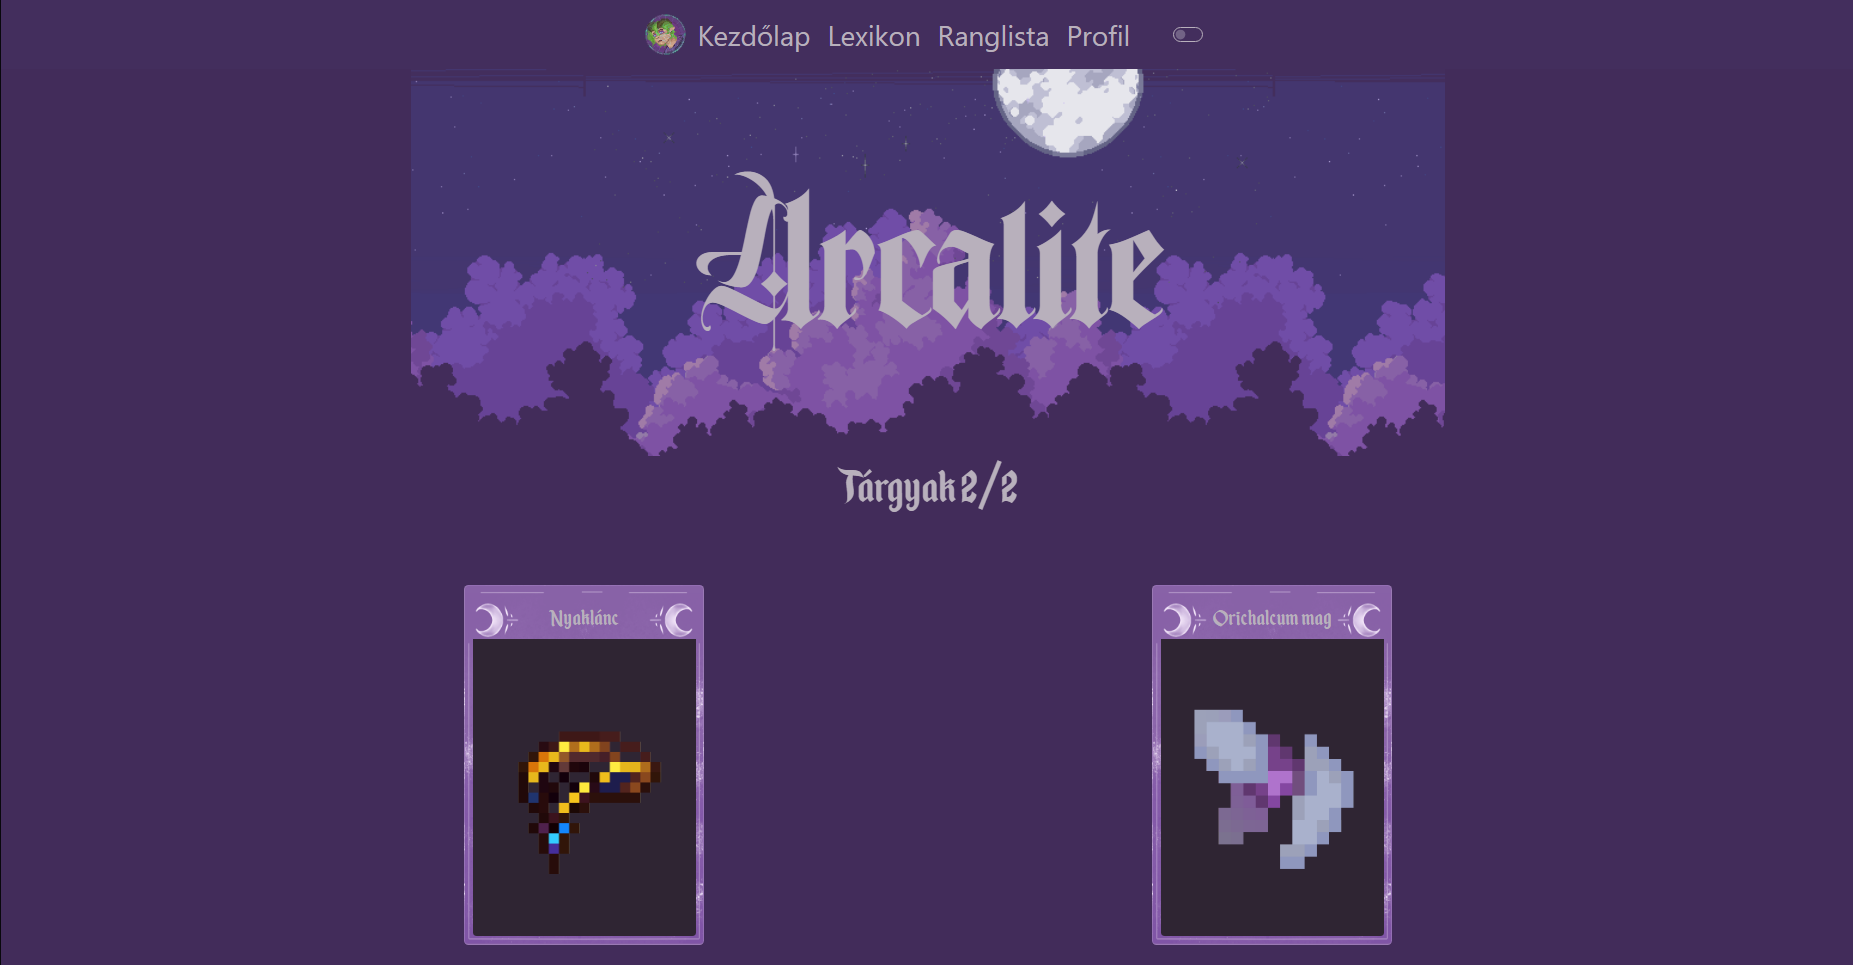 Kezdőlap Lexikon Ranglista Profil
Arcalite
Tárgyak 2/2
Nyaklánc
Orichalcum mag